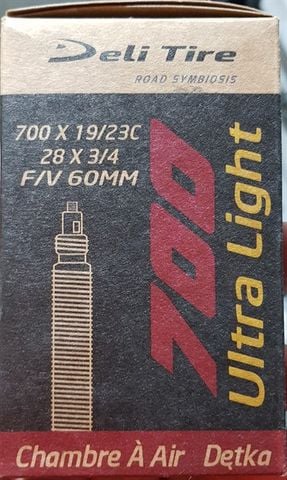 Deli Tire
ROAD SYMBIOSIS
700 X 19/23C
28 X 3/4
F/V 60MM
700
Ultra Light
Chambre À Air Dętka